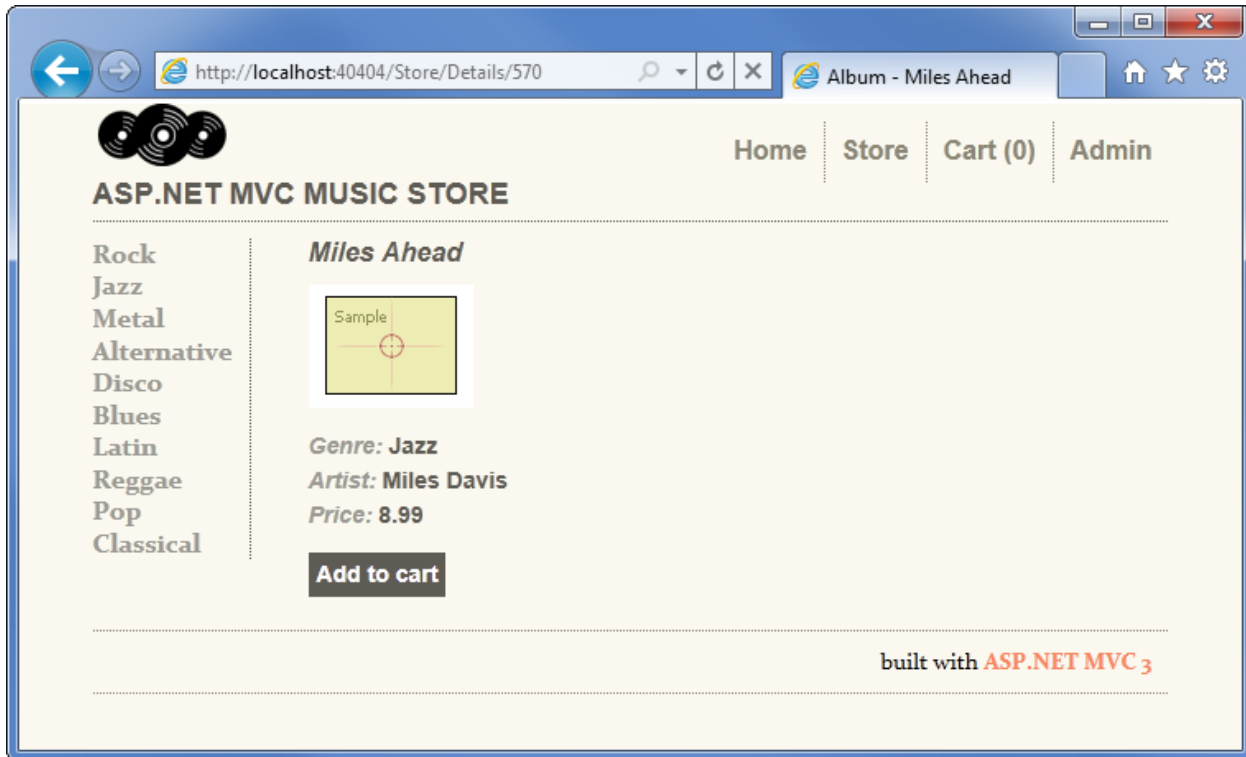 http://localhost:40404/Store/Details/570
Album - Miles Ahead
Home
Store
Cart (0)
Admin
ASP.NET MVC MUSIC STORE
Rock
Jazz
Metal
Alternative
Disco
Blues
Latin
Reggae
Pop
Classical
Miles Ahead
Sample
Genre: Jazz
Artist: Miles Davis
Price: 8.99
Add to cart
built with ASP.NET MVC 3